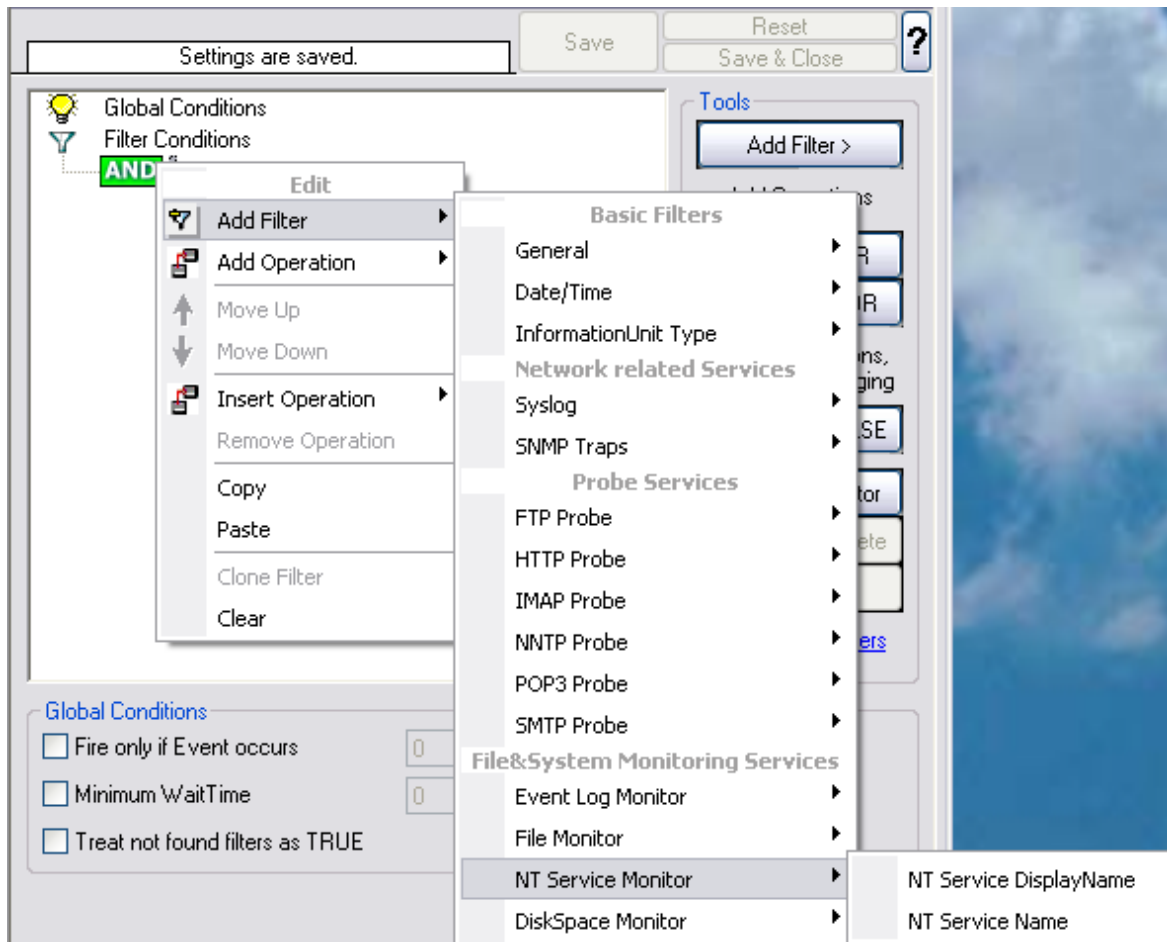 Settings are saved.
Save
Reset
Save & Close
?
Global Conditions
Filter Conditions
AND
Tools
Add Filter >
Edit
Add Filter
Add Operation
Move Up
Move Down
Insert Operation
Remove Operation
Copy
Paste
Clone Filter
Clear
Basic Filters
General
Date/Time
InformationUnit Type
Network related Services
Syslog
SNMP Traps
Probe Services
FTP Probe
HTTP Probe
IMAP Probe
NNTP Probe
POP3 Probe
SMTP Probe
File&System Monitoring Services
Event Log Monitor
File Monitor
NT Service Monitor
DiskSpace Monitor
NT Service DisplayName
NT Service Name
Global Conditions
Fire only if Event occurs
0
Minimum WaitTime
0
Treat not found filters as TRUE